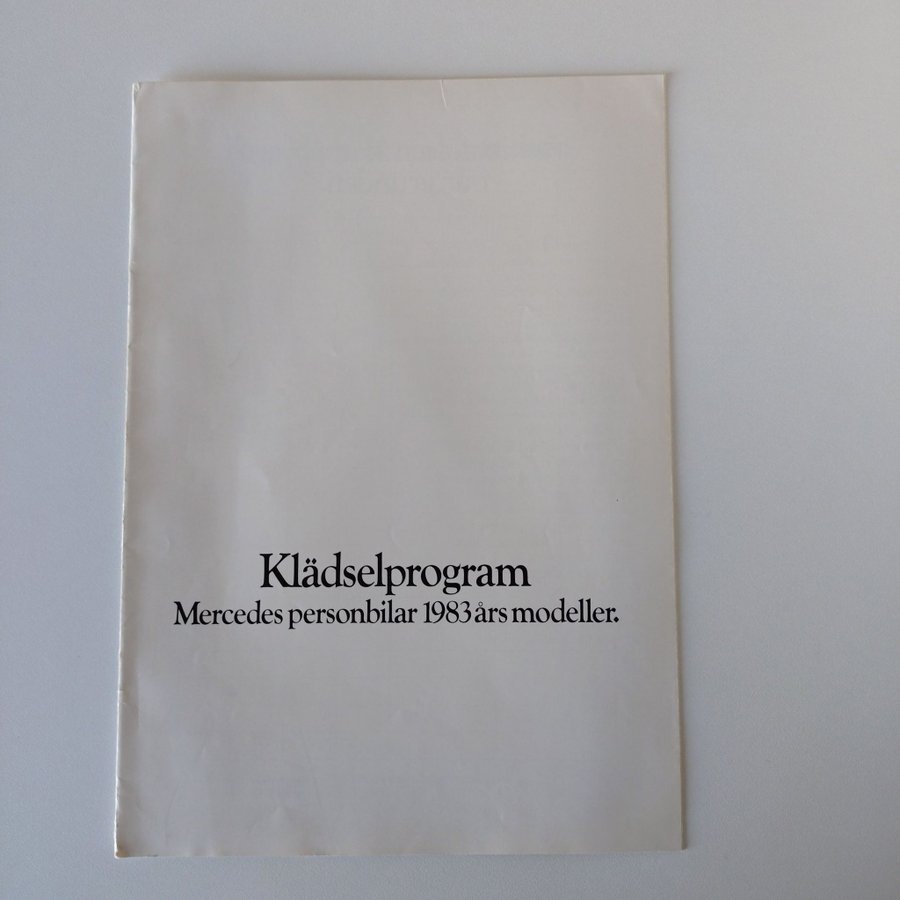 Klädselprogram
Mercedes personbilar 1983 års modeller.